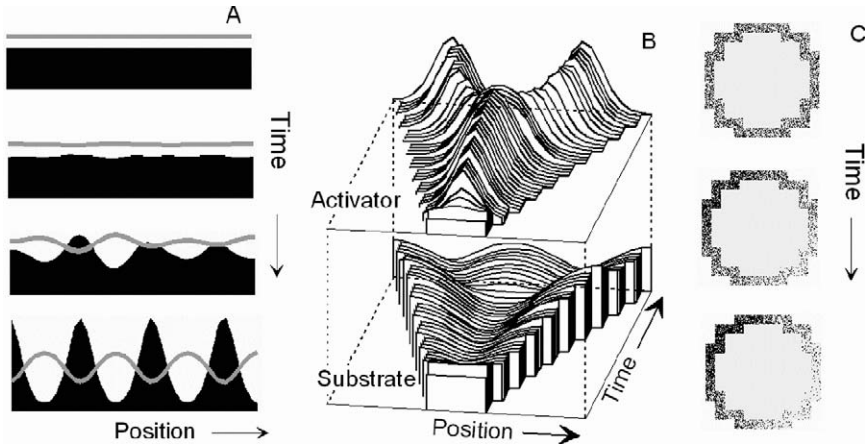 A
Time
Position
B
Activator
Substrate
Position
Time
C
Time